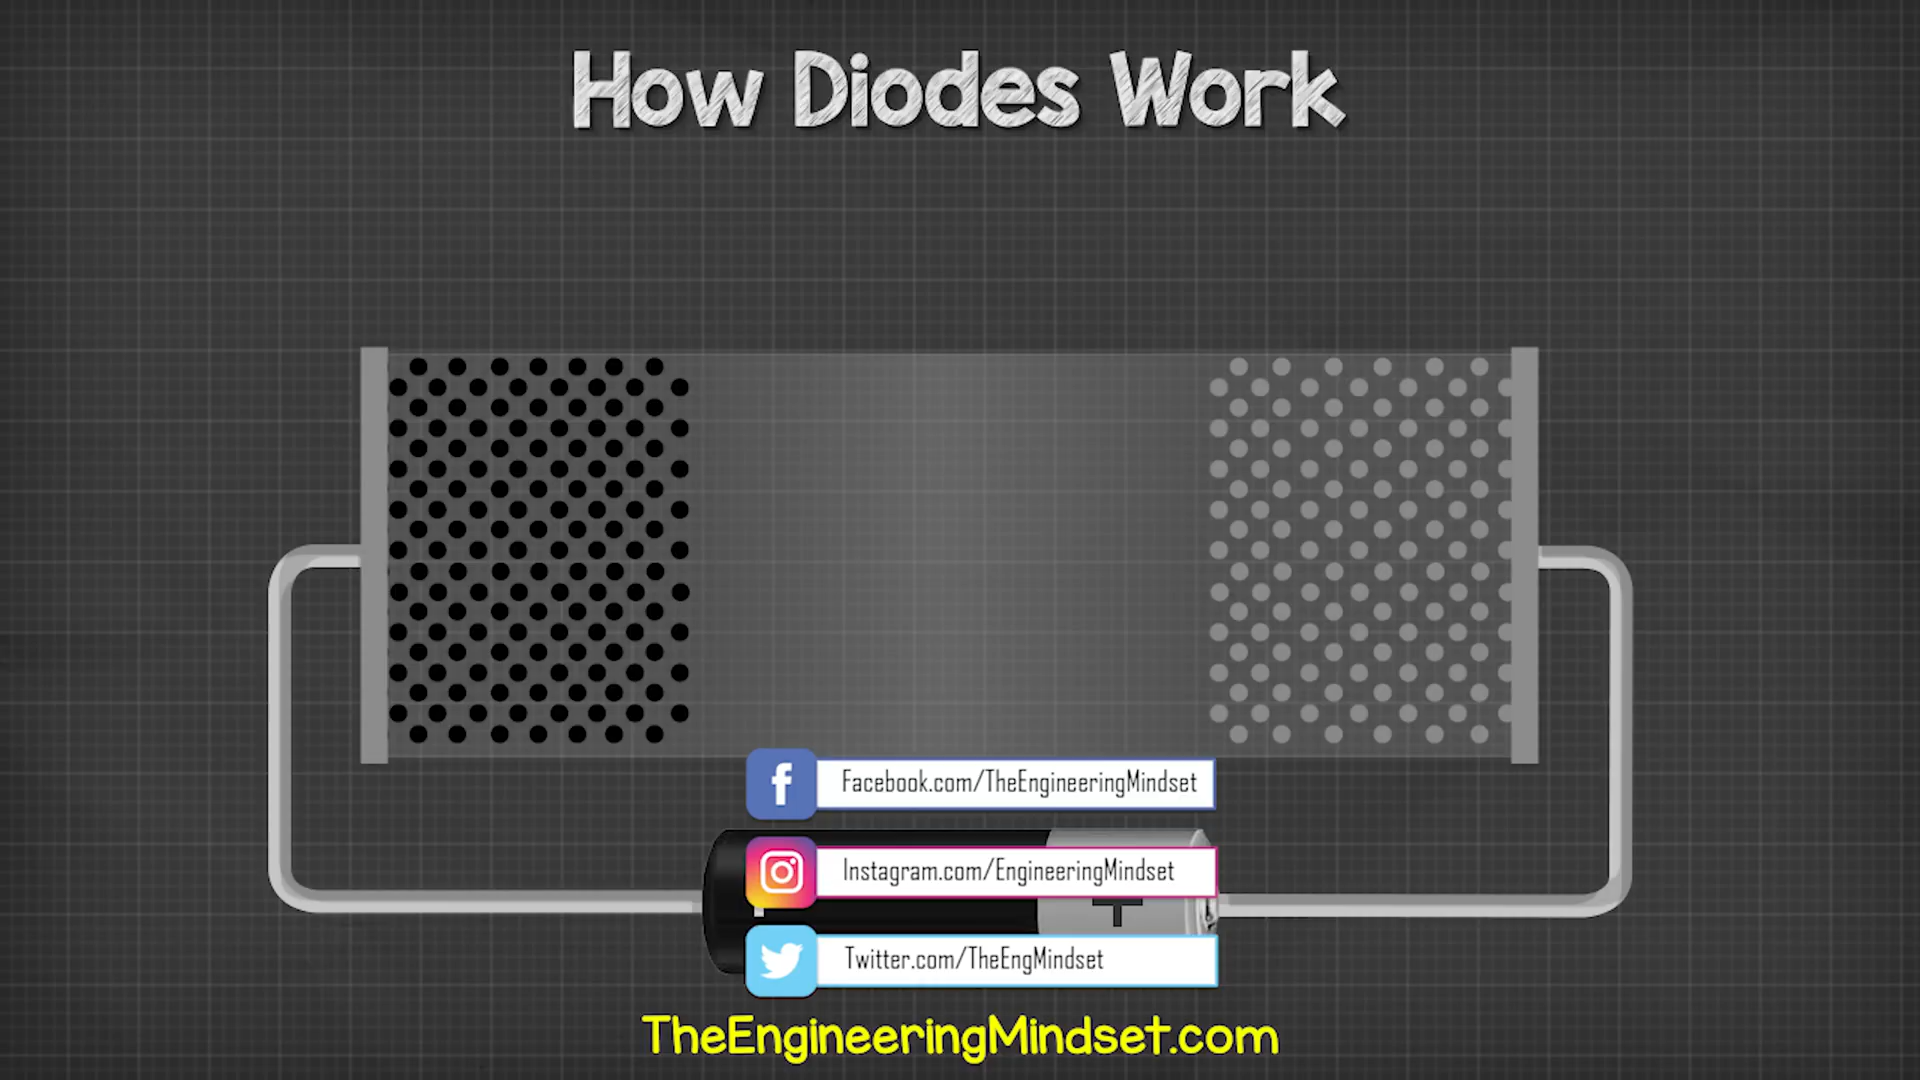 How Diodes Work
Facebook.com/TheEngineeringMindset
Instagram.com/EngineeringMindset
Twitter.com/TheEngMindset
TheEngineeringMindset.com